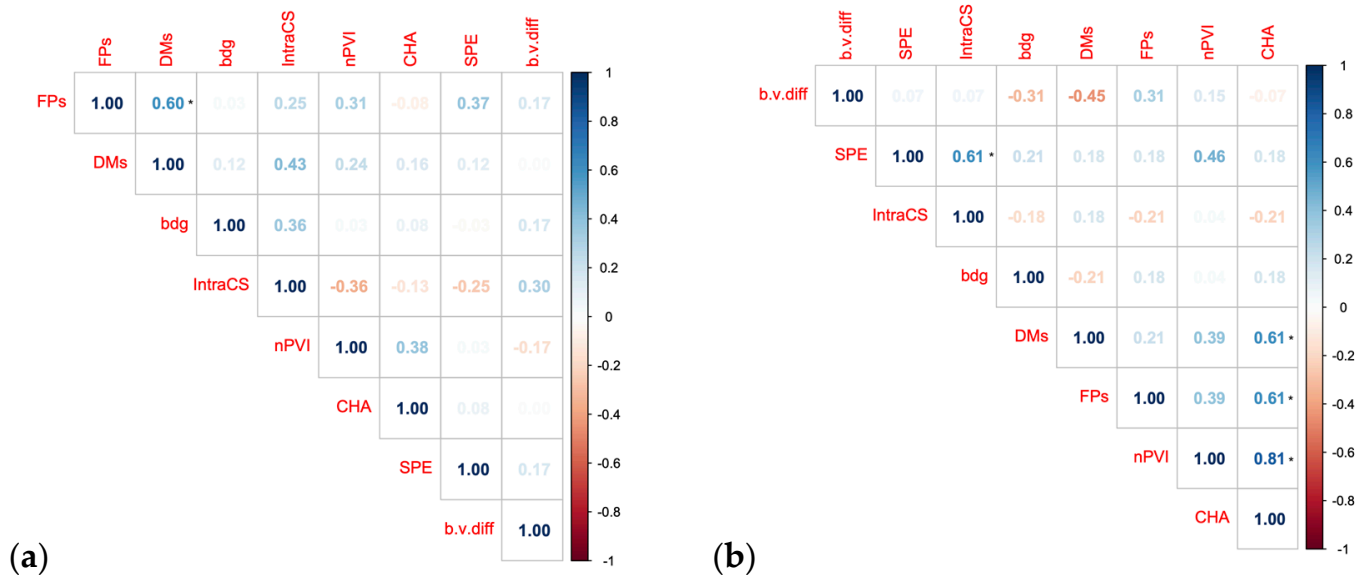 FPs DMs bdg IntraCS nPVI CHA SPE b.v.diff
FPs 1.00 0.60 * 0.03 0.25 0.31 -0.08 0.37 0.17
DMs 1.00 0.12 0.43 0.24 0.16 0.12 0.00
bdg 1.00 0.36 0.03 0.08 -0.03 0.17
IntraCS 1.00 -0.36 -0.13 -0.25 0.30
nPVI 1.00 0.38 0.03 -0.17
CHA 1.00 0.08 0.00
SPE 1.00 0.17
b.v.diff 1.00
1
0.8
0.6
0.4
0.2
0
-0.2
-0.4
-0.6
-0.8
-1
(a)
b.v.diff SPE IntraCS bdg DMs FPs nPVI CHA
b.v.diff 1.00 0.07 0.07 -0.31 -0.45 0.31 0.15 -0.07
SPE 1.00 0.61 * 0.21 0.18 0.18 0.46 0.18
IntraCS 1.00 -0.18 0.18 -0.21 0.04 -0.21
bdg 1.00 -0.21 0.18 0.04 0.18
DMs 1.00 0.21 0.39 0.61 *
FPs 1.00 0.39 0.61 *
nPVI 1.00 0.81 *
CHA 1.00
1
0.8
0.6
0.4
0.2
0
-0.2
-0.4
-0.6
-0.8
-1
(b)